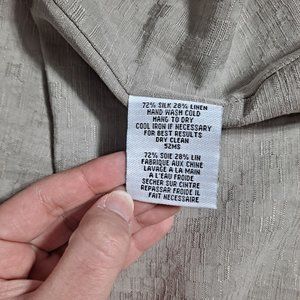 72% SILK 28% LINEN
HAND WASH COLD
HANG TO DRY
COOL IRON IF NECESSARY
FOR BEST RESULTS
DRY CLEAN
52MS
72% SOIE 28% LIN
FABRIQUE AUX CHINE
LAVAGE A LA MAIN
A L'EAU FROIDE
SECHER SUR CINTRE
REPASSAR FROIDE IL
FAIT NECESSAIRE